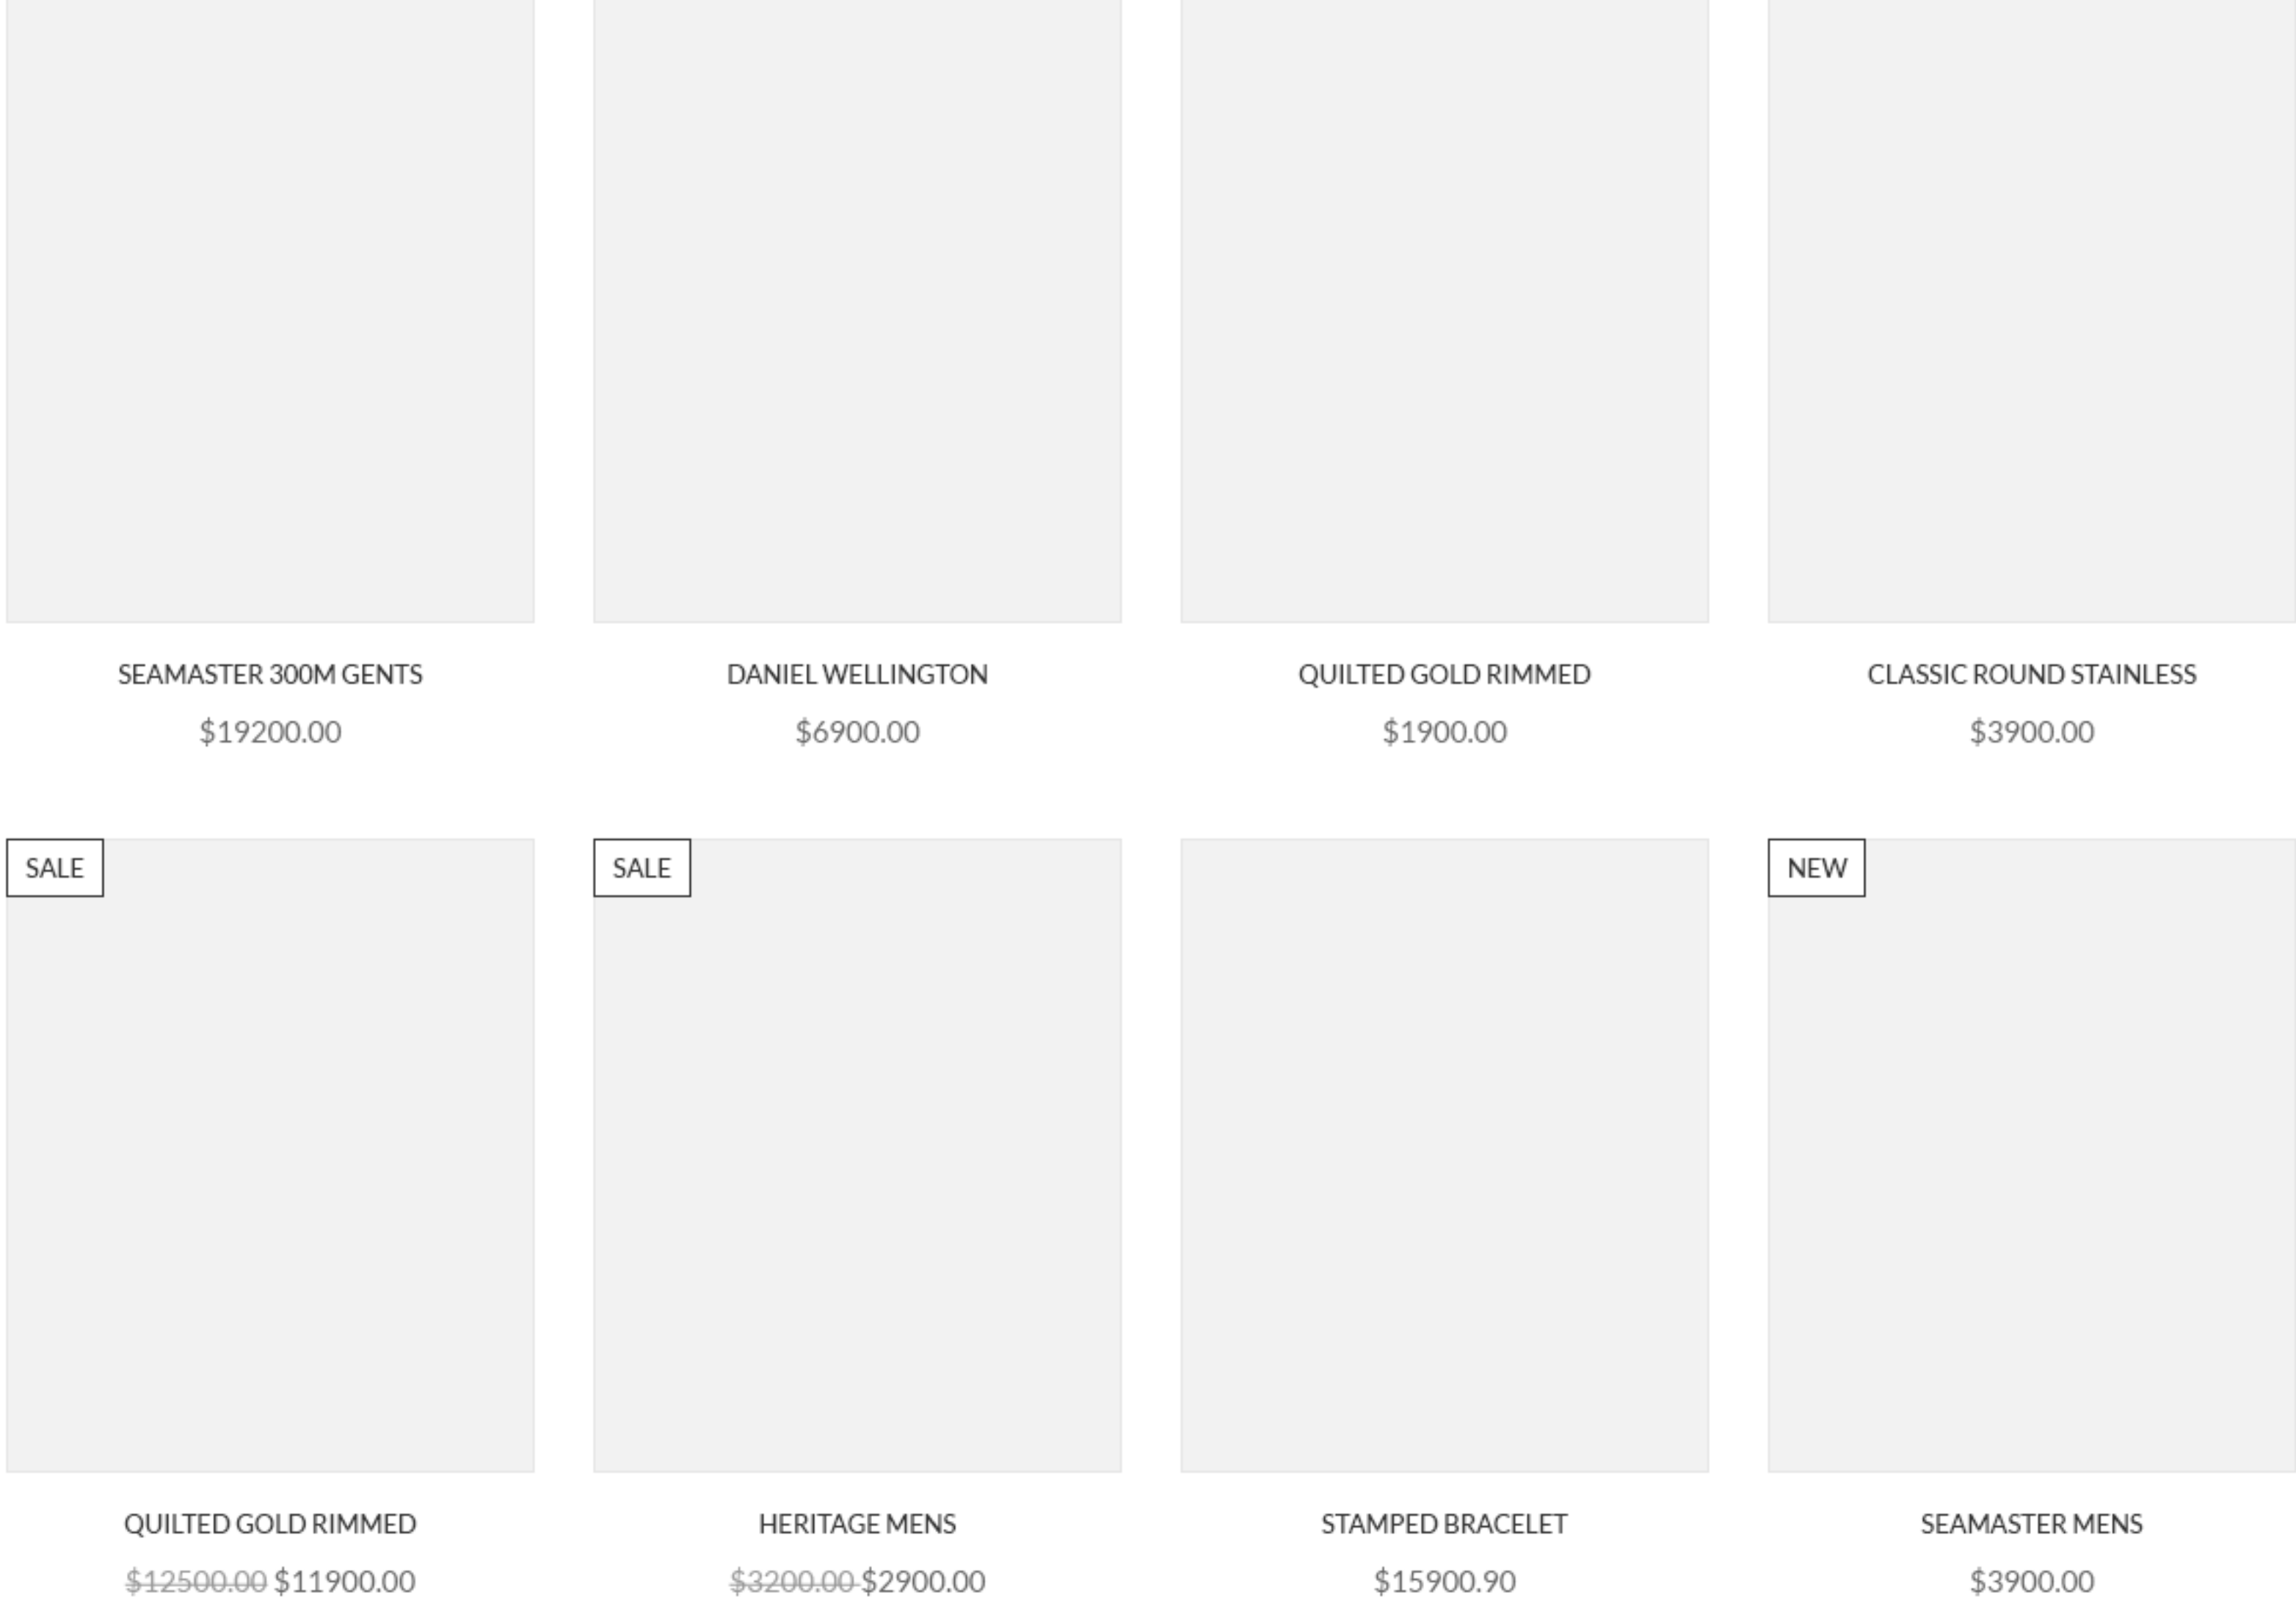 SEAMASTER 300M GENTS
$19200.00
DANIEL WELLINGTON
$6900.00
QUILTED GOLD RIMMED
$1900.00
CLASSIC ROUND STAINLESS
$3900.00
SALE
QUILTED GOLD RIMMED
$12500.00 $11900.00
SALE
HERITAGE MENS
$3200.00 $2900.00
STAMPED BRACELET
$15900.90
NEW
SEAMASTER MENS
$3900.00